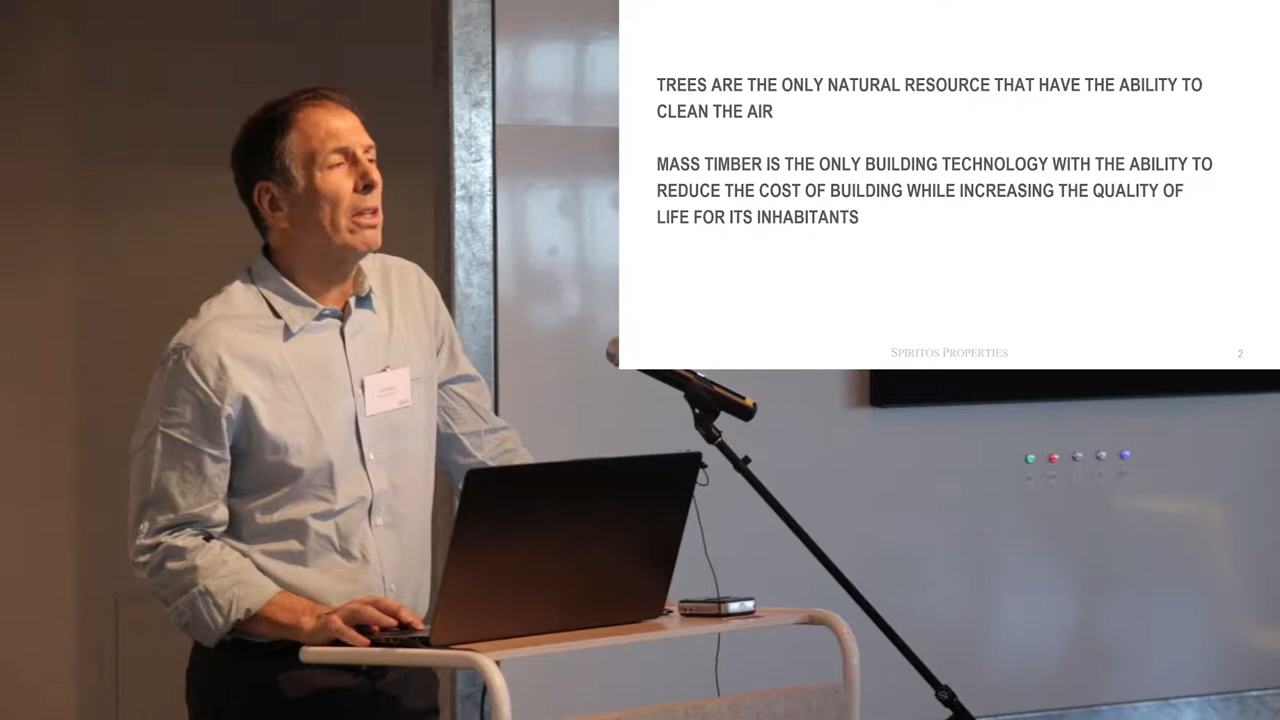 TREES ARE THE ONLY NATURAL RESOURCE THAT HAVE THE ABILITY TO
CLEAN THE AIR
MASS TIMBER IS THE ONLY BUILDING TECHNOLOGY WITH THE ABILITY TO
REDUCE THE COST OF BUILDING WHILE INCREASING THE QUALITY OF
LIFE FOR ITS INHABITANTS
SPIRITOS PROPERTIES
2